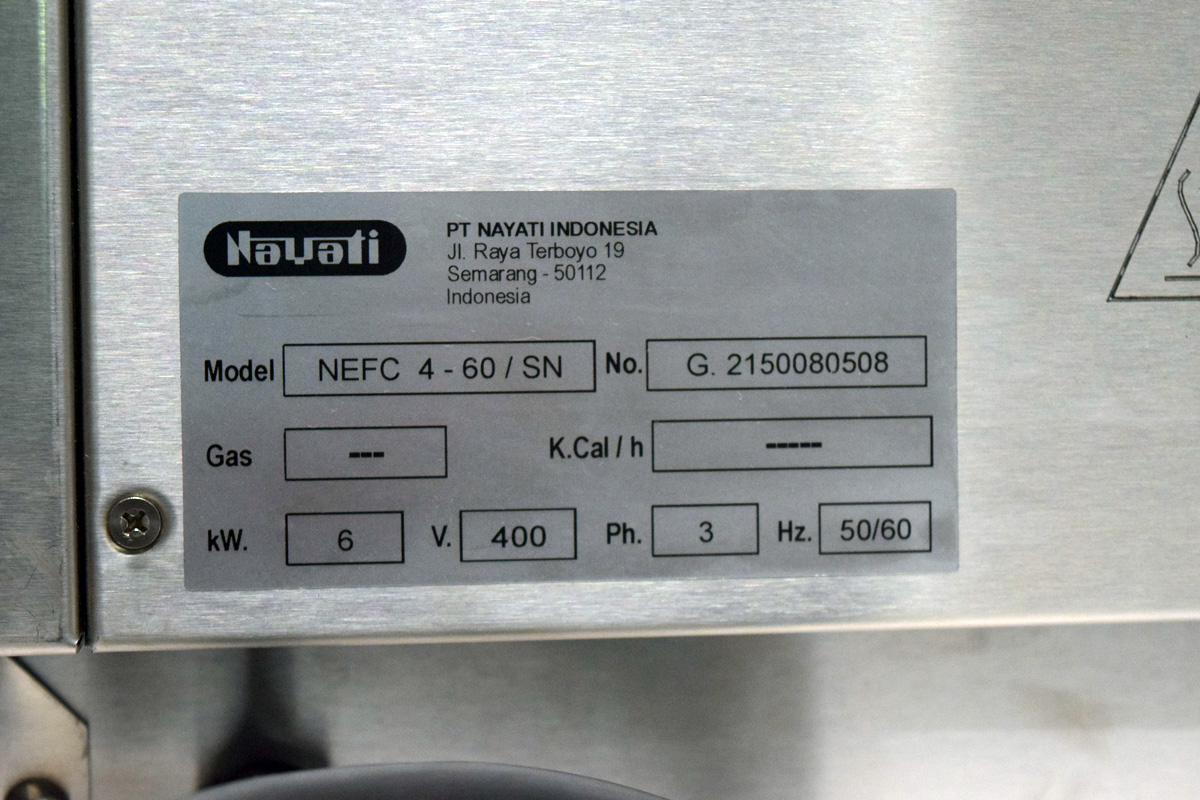 Nayati
PT NAYATI INDONESIA
Jl. Raya Terboyo 19
Semarang - 50112
Indonesia
Model NEFC 4 - 60 / SN No. G. 2150080508
Gas --- K.Cal / h -----
kW. 6 V. 400 Ph. 3 Hz. 50/60